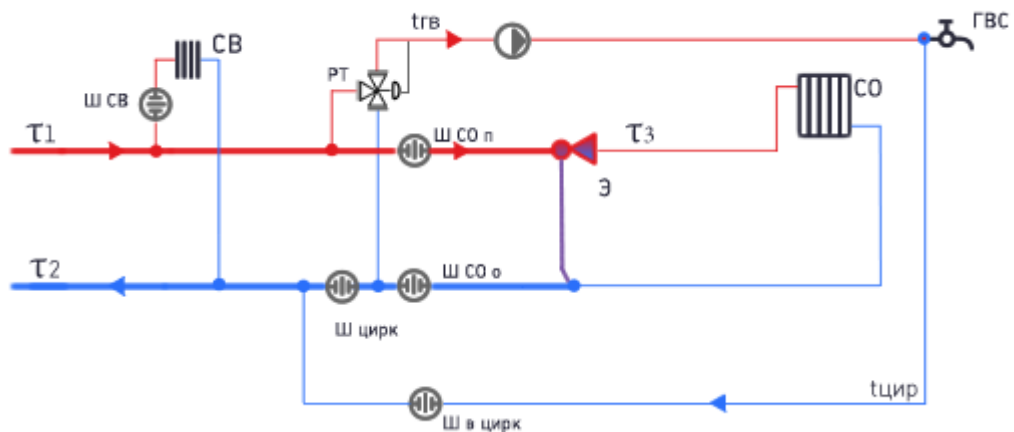 tгв
ГВС
СВ
РТ
Ш СВ
СО
τ1
Ш СО п
τ3
Э
τ2
Ш СО о
Ш цирк
tцир
Ш в цирк